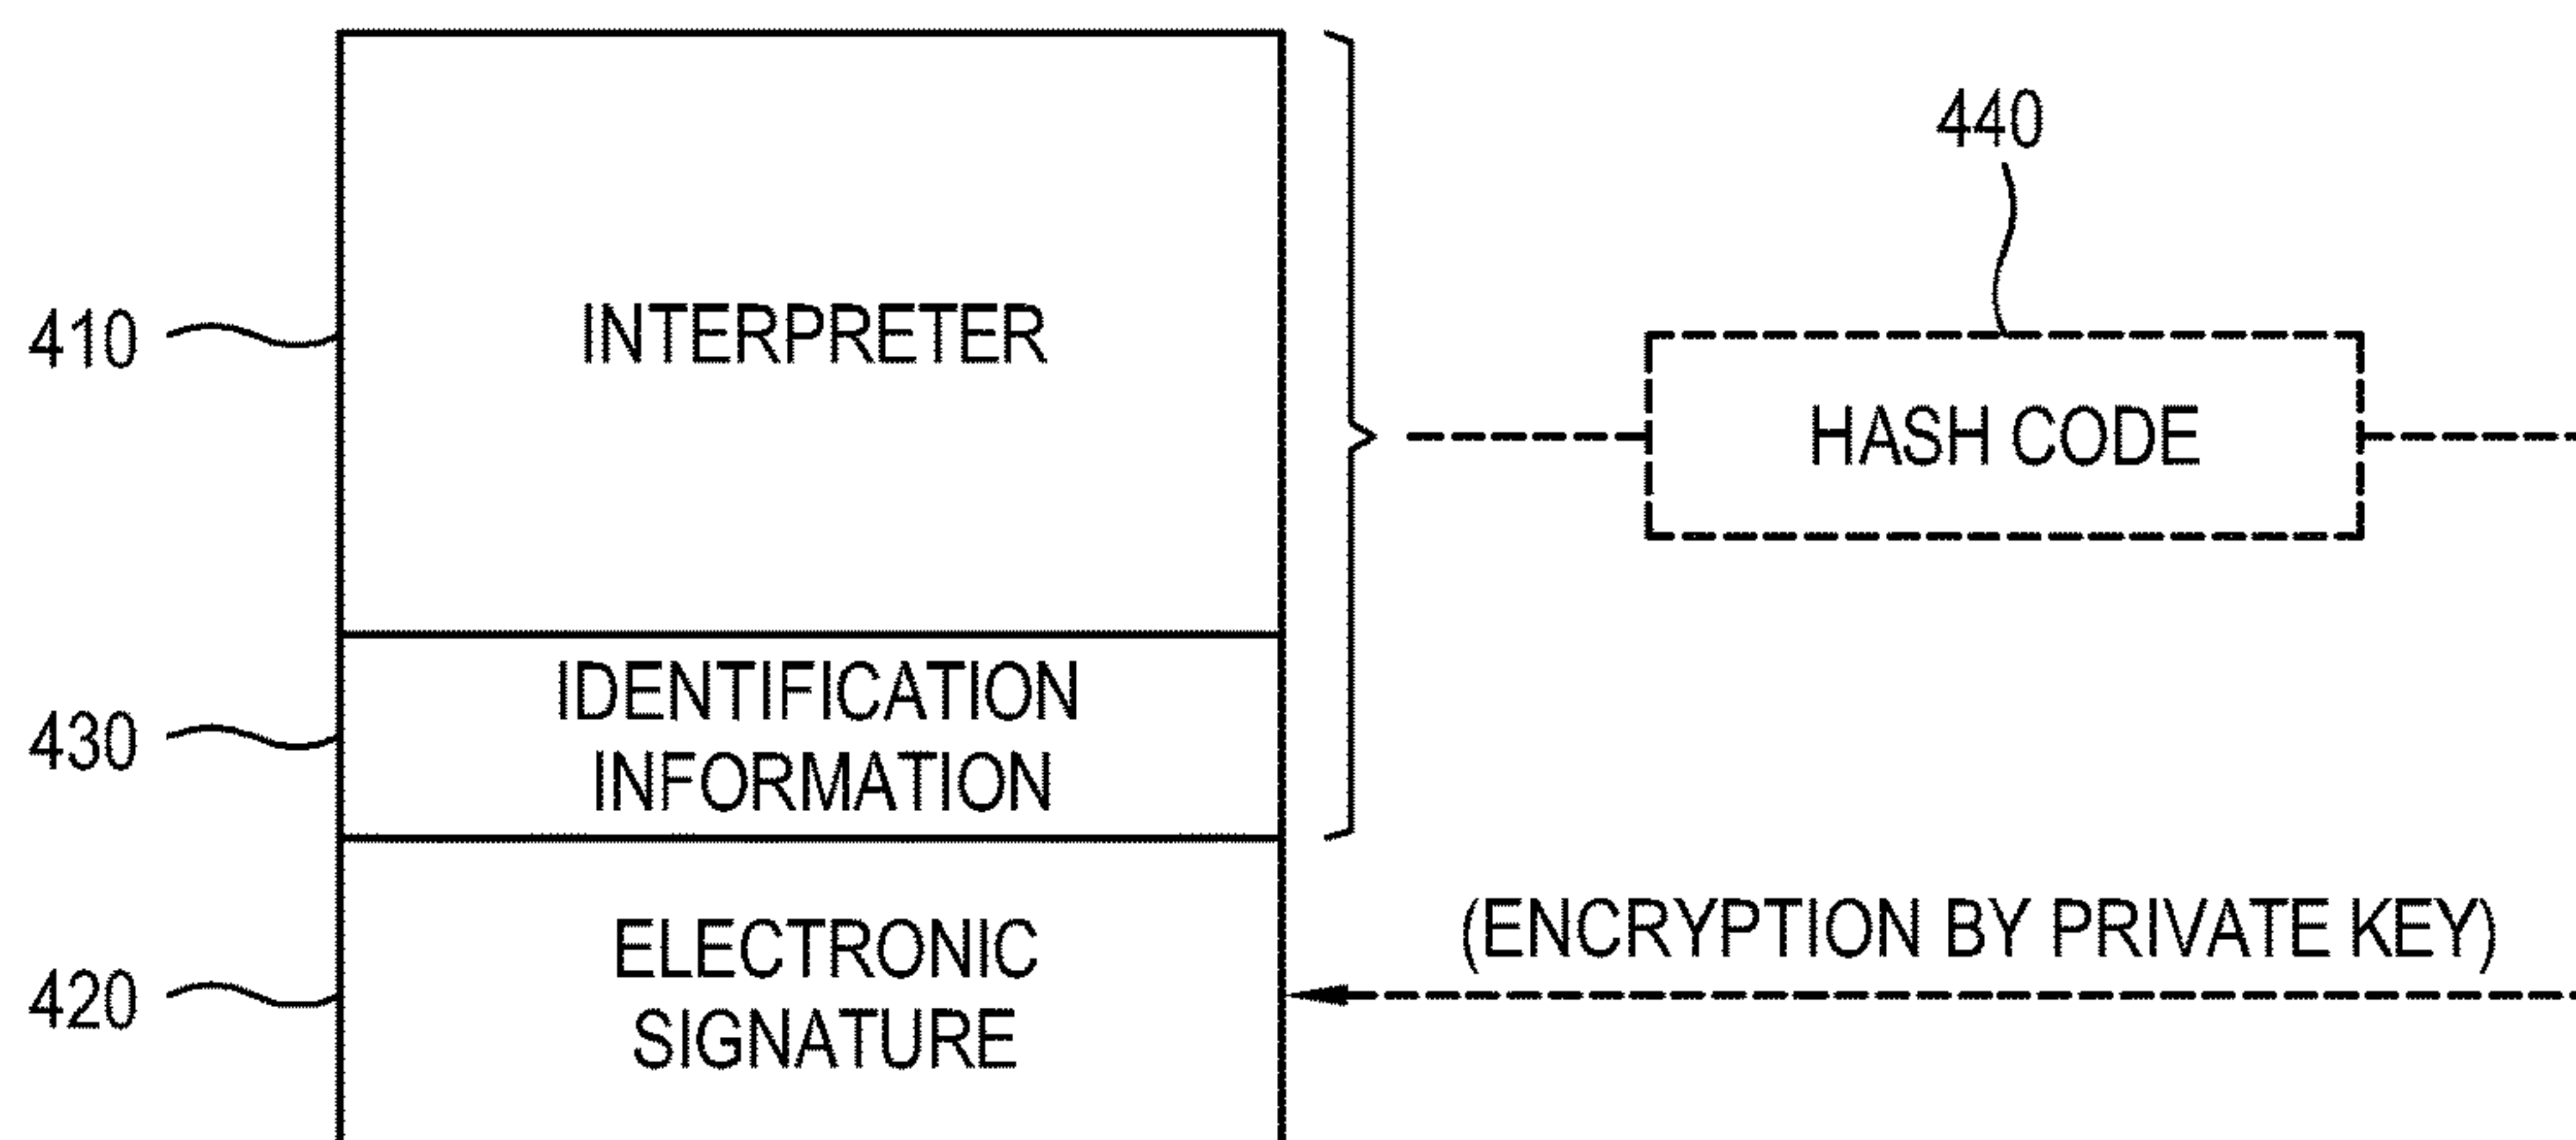 440
410
INTERPRETER
HASH CODE
430
IDENTIFICATION
INFORMATION
(ENCRYPTION BY PRIVATE KEY)
420
ELECTRONIC
SIGNATURE